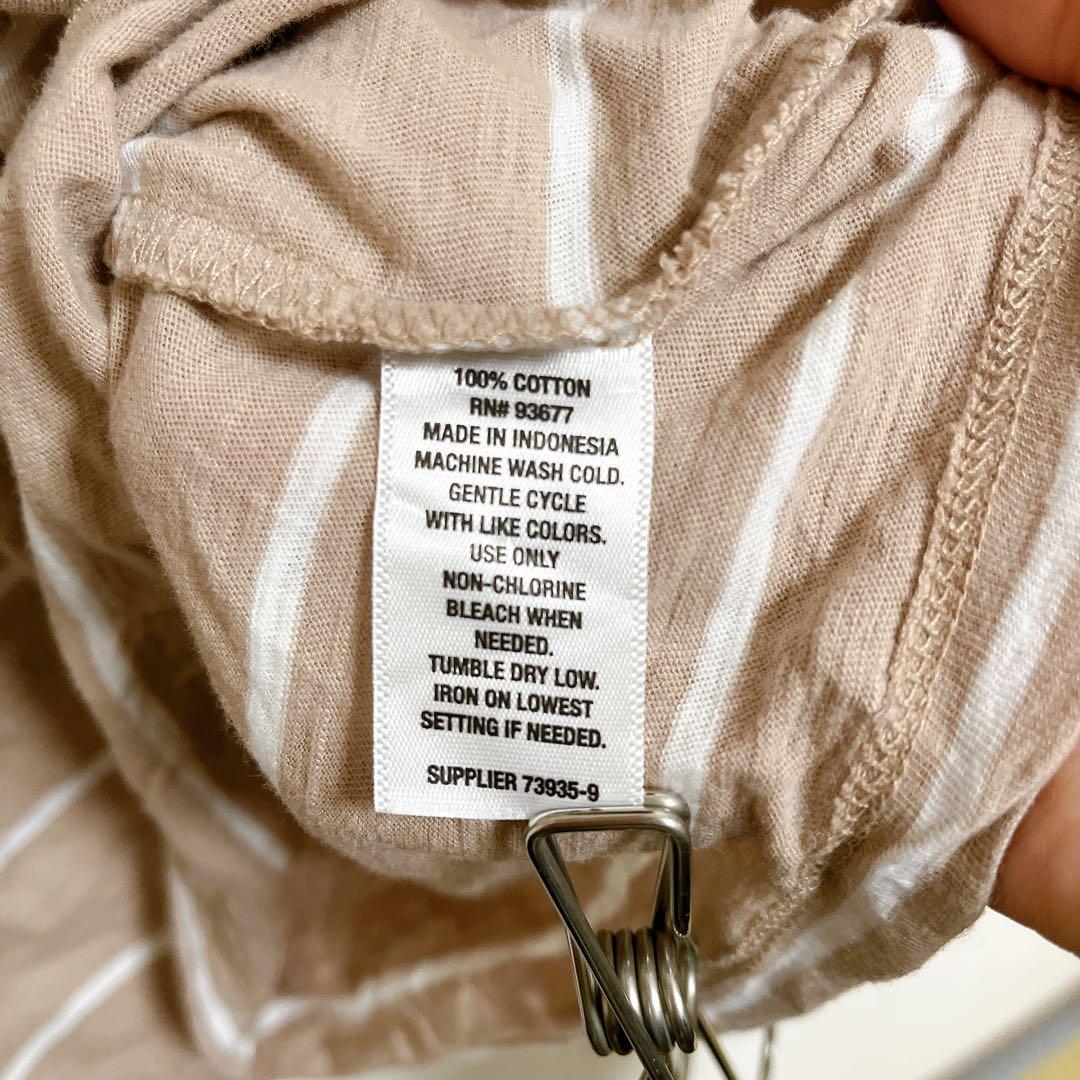 100% COTTON
RN# 93677
MADE IN INDONESIA
MACHINE WASH COLD.
GENTLE CYCLE
WITH LIKE COLORS.
USE ONLY
NON-CHLORINE
BLEACH WHEN
NEEDED.
TUMBLE DRY LOW.
IRON ON LOWEST
SETTING IF NEEDED.
SUPPLIER 73935-9